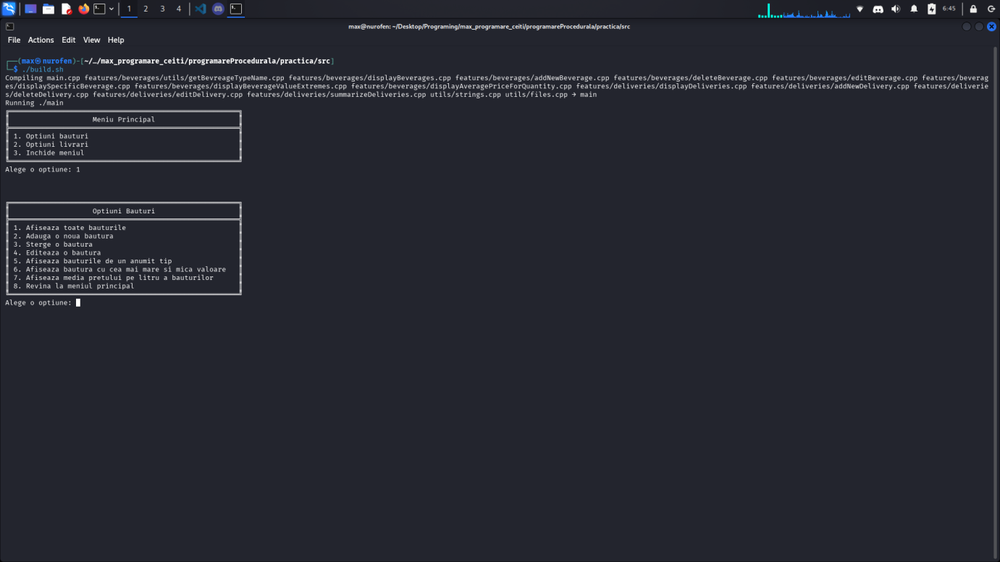 1 2 3 4
6:45
max@nurofen: ~/Desktop/Programing/max_programare_ceiti/programareProcedurala/practica/src
File Actions Edit View Help
┌──(max㉿nurofen)-[~/…/max_programare_ceiti/programareProcedurala/practica/src]
└─$ ./build.sh
Compiling main.cpp features/beverages/utils/getBevreageTypeName.cpp features/beverages/displayBeverages.cpp features/beverages/addNewBeverage.cpp features/beverages/deleteBeverage.cpp features/beverages/editBeverage.cpp features/beverag
es/displaySpecificBeverage.cpp features/beverages/displayBeverageValueExtremes.cpp features/beverages/displayAveragePriceForQuantity.cpp features/deliveries/displayDeliveries.cpp features/deliveries/addNewDelivery.cpp features/deliverie
s/deleteDelivery.cpp features/deliveries/editDelivery.cpp features/deliveries/summarizeDeliveries.cpp utils/strings.cpp utils/files.cpp → main
Running ./main
Meniu Principal
1. Optiuni bauturi
2. Optiuni livrari
3. Inchide meniul
Alege o optiune: 1
Optiuni Bauturi
1. Afiseaza toate bauturile
2. Adauga o noua bautura
3. Sterge o bautura
4. Editeaza o bautura
5. Afiseaza bauturile de un anumit tip
6. Afiseaza bautura cu cea mai mare si mica valoare
7. Afiseaza media pretului pe litru a bauturilor
8. Revina la meniul principal
Alege o optiune: